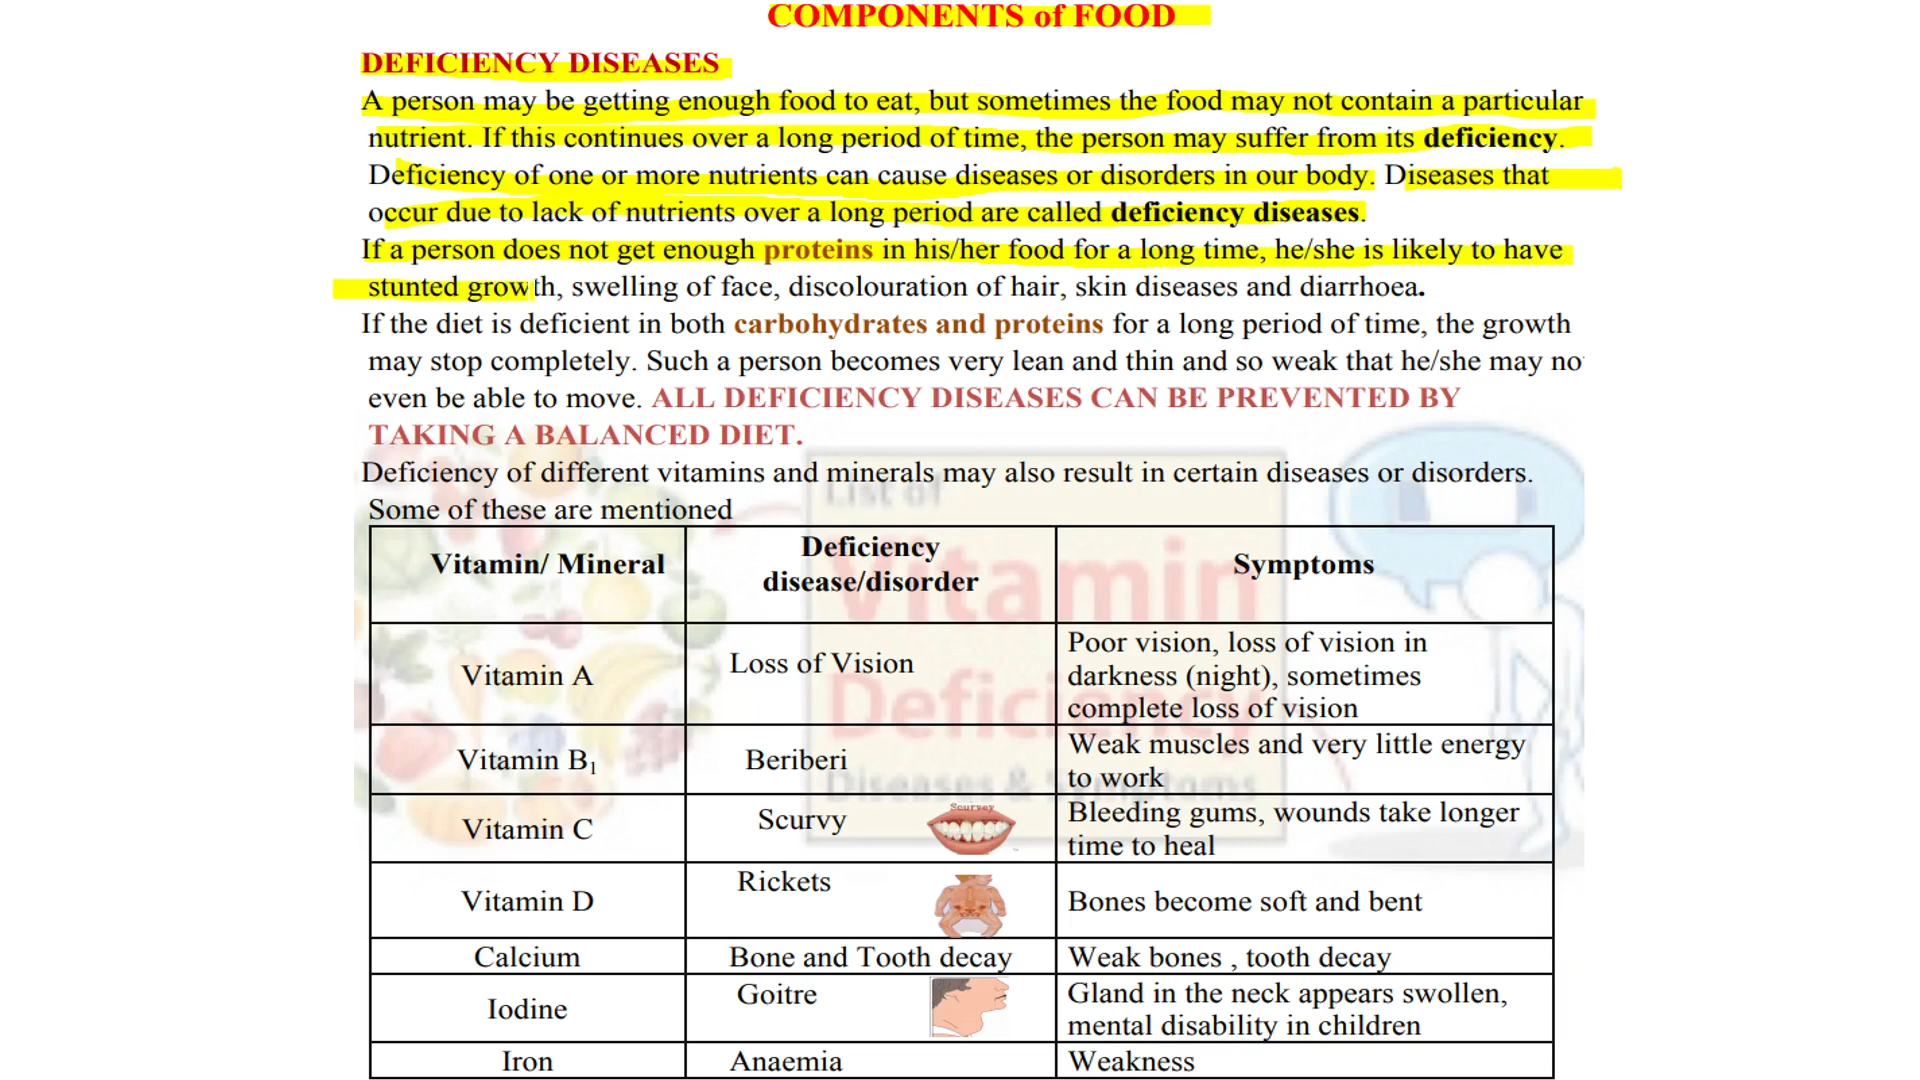 COMPONENTS of FOOD
DEFICIENCY DISEASES
A person may be getting enough food to eat, but sometimes the food may not contain a particular
nutrient. If this continues over a long period of time, the person may suffer from its deficiency.
Deficiency of one or more nutrients can cause diseases or disorders in our body. Diseases that
occur due to lack of nutrients over a long period are called deficiency diseases.
If a person does not get enough proteins in his/her food for a long time, he/she is likely to have
stunted growth, swelling of face, discolouration of hair, skin diseases and diarrhoea.
If the diet is deficient in both carbohydrates and proteins for a long period of time, the growth
may stop completely. Such a person becomes very lean and thin and so weak that he/she may no
even be able to move. ALL DEFICIENCY DISEASES CAN BE PREVENTED BY
TAKING A BALANCED DIET.
Deficiency of different vitamins and minerals may also result in certain diseases or disorders.
Some of these are mentioned
List of
Vitamin
Deficiency
Diseases & Symptoms
Vitamin/ Mineral
Deficiency
disease/disorder
Symptoms
Vitamin A
Loss of Vision
Poor vision, loss of vision in
darkness (night), sometimes
complete loss of vision
Vitamin B₁
Beriberi
Weak muscles and very little energy
to work
Vitamin C
Scurvy
Scurvey
Bleeding gums, wounds take longer
time to heal
Vitamin D
Rickets
Bones become soft and bent
Calcium
Bone and Tooth decay
Weak bones , tooth decay
Iodine
Goitre
Gland in the neck appears swollen,
mental disability in children
Iron
Anaemia
Weakness